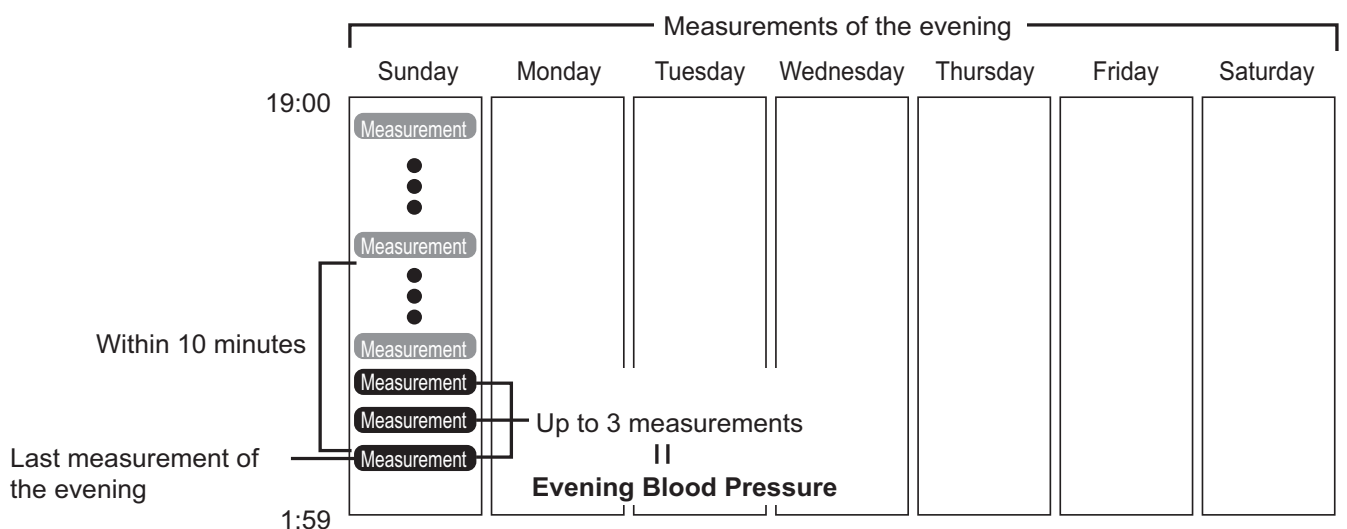 Measurements of the evening
Sunday Monday Tuesday Wednesday Thursday Friday Saturday
19:00
Measurement
Measurement
Within 10 minutes
Measurement
Measurement
Measurement
Up to 3 measurements
Last measurement of
the evening
Measurement
=
Evening Blood Pressure
1:59